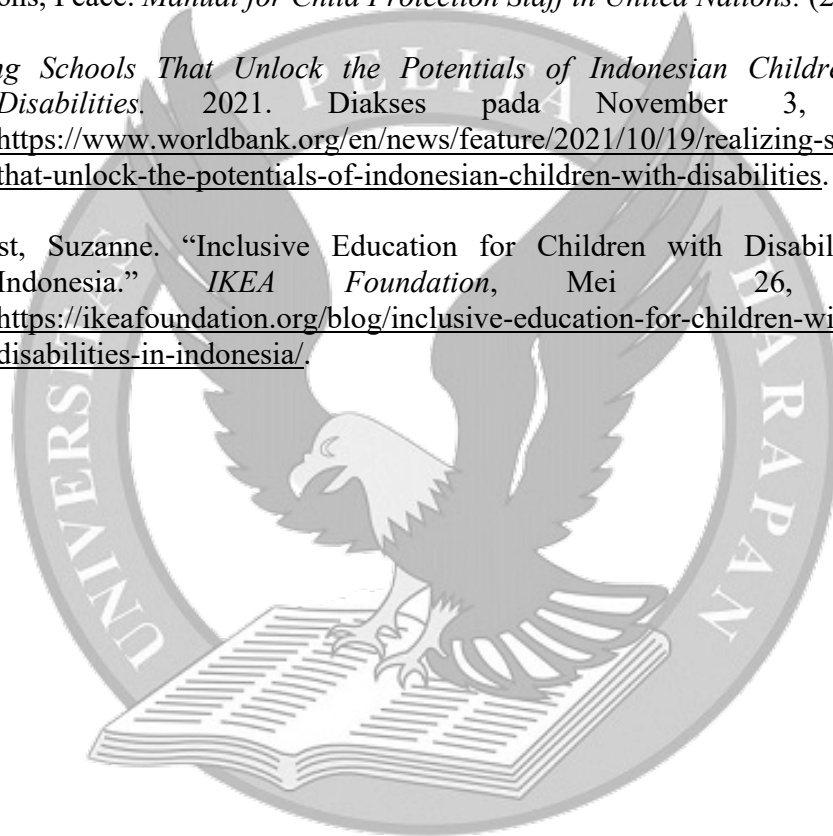 ons, Peace. Manual for Child Protection Staff in United Nations. (2
ng Schools That Unlock the Potentials of Indonesian Childre
Disabilities. 2021. Diakses pada November 3,
https://www.worldbank.org/en/news/feature/2021/10/19/realizing-s
that-unlock-the-potentials-of-indonesian-children-with-disabilities.
st, Suzanne. “Inclusive Education for Children with Disabil
Indonesia.” IKEA Foundation, Mei 26,
https://ikeafoundation.org/blog/inclusive-education-for-children-wi
disabilities-in-indonesia/.
UNIVERSITAS
PELITA
HARAPAN